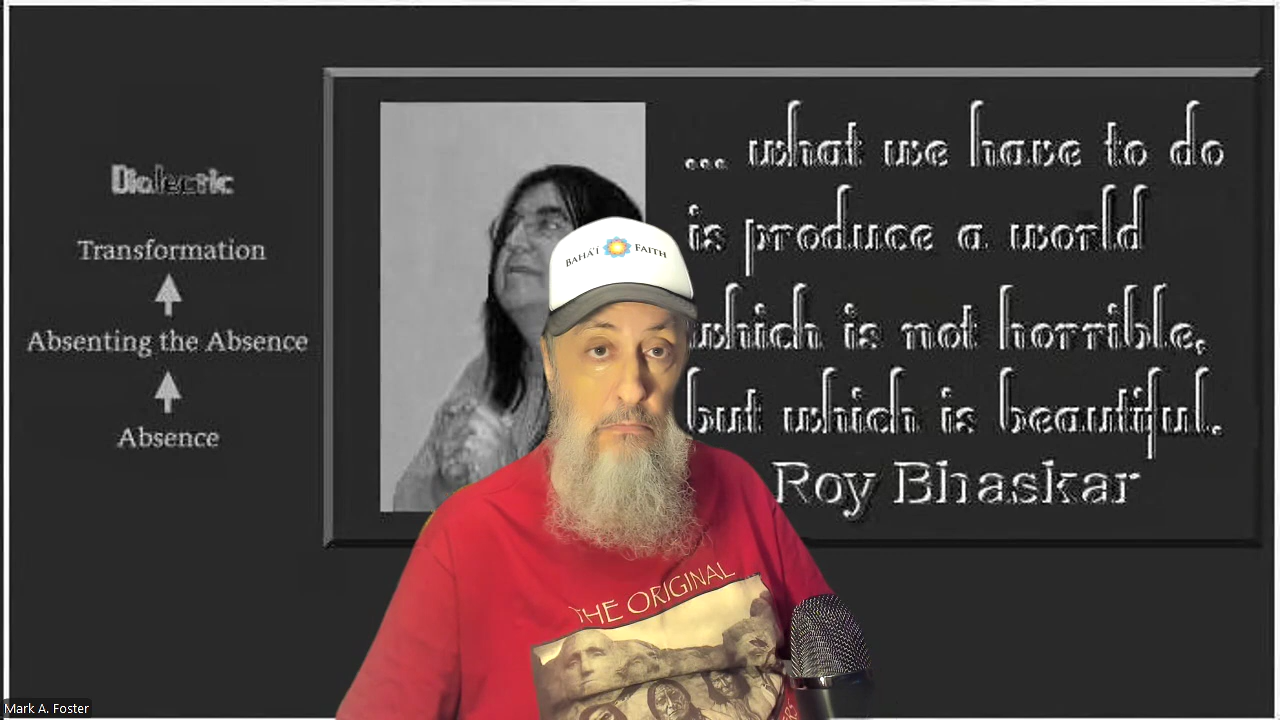 Dialectic
Transformation
Absenting the Absence
Absence
... what we have to do
is produce a world
which is not horrible,
but which is beautiful.
Roy Bhaskar
BAHÁ'Í FAITH
THE ORIGINAL
Mark A. Foster